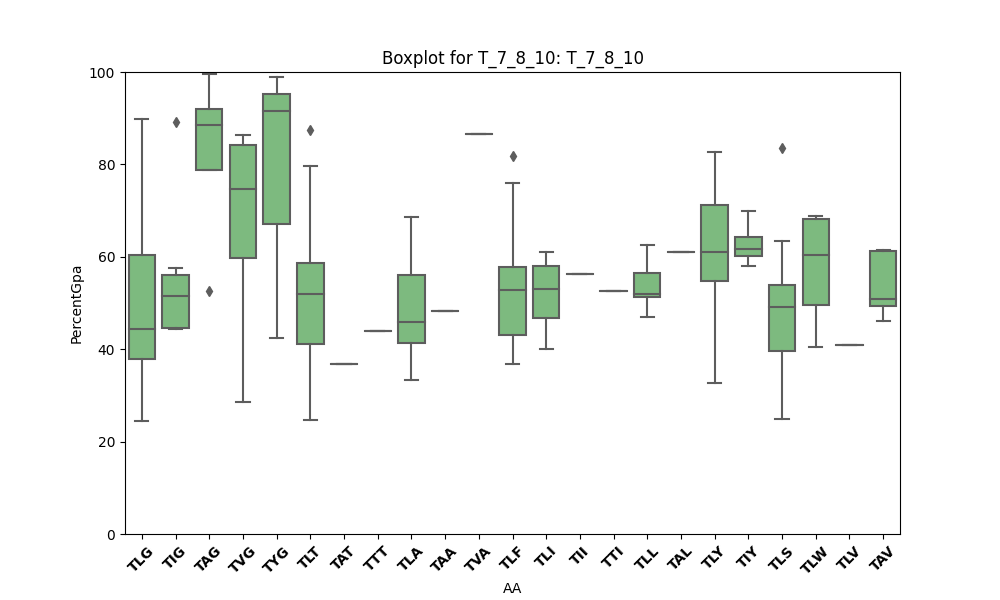 Boxplot for T_7_8_10: T_7_8_10
100
80
60
40
20
0
PercentGpa
TLG TIG TAG TVG TYG TLT TAT TTT TLA TAA TVA TLF TLI TII TTI TLL TAL TLY TIY TLS TLW TLV TAV
AA